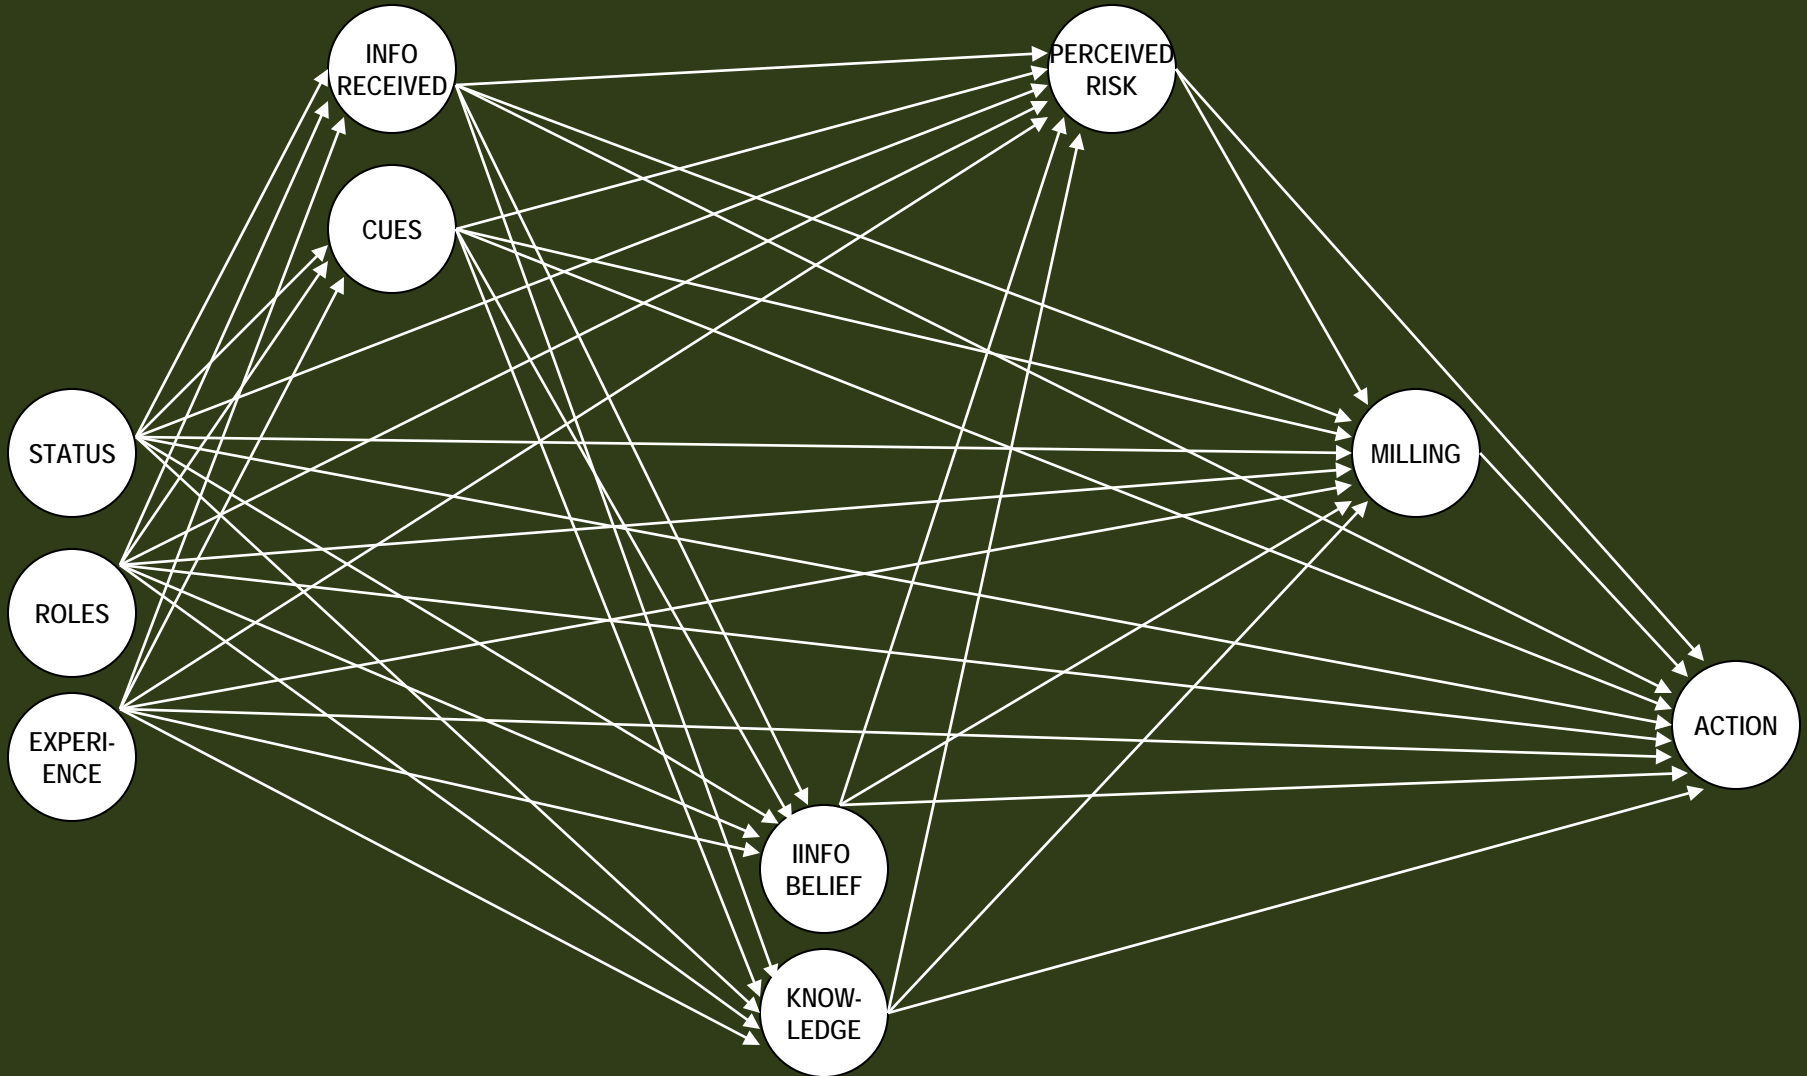 INFO
RECEIVED
PERCEIVED
RISK
CUES
STATUS
MILLING
ROLES
EXPERI-
ENCE
ACTION
IINFO
BELIEF
KNOW-
LEDGE